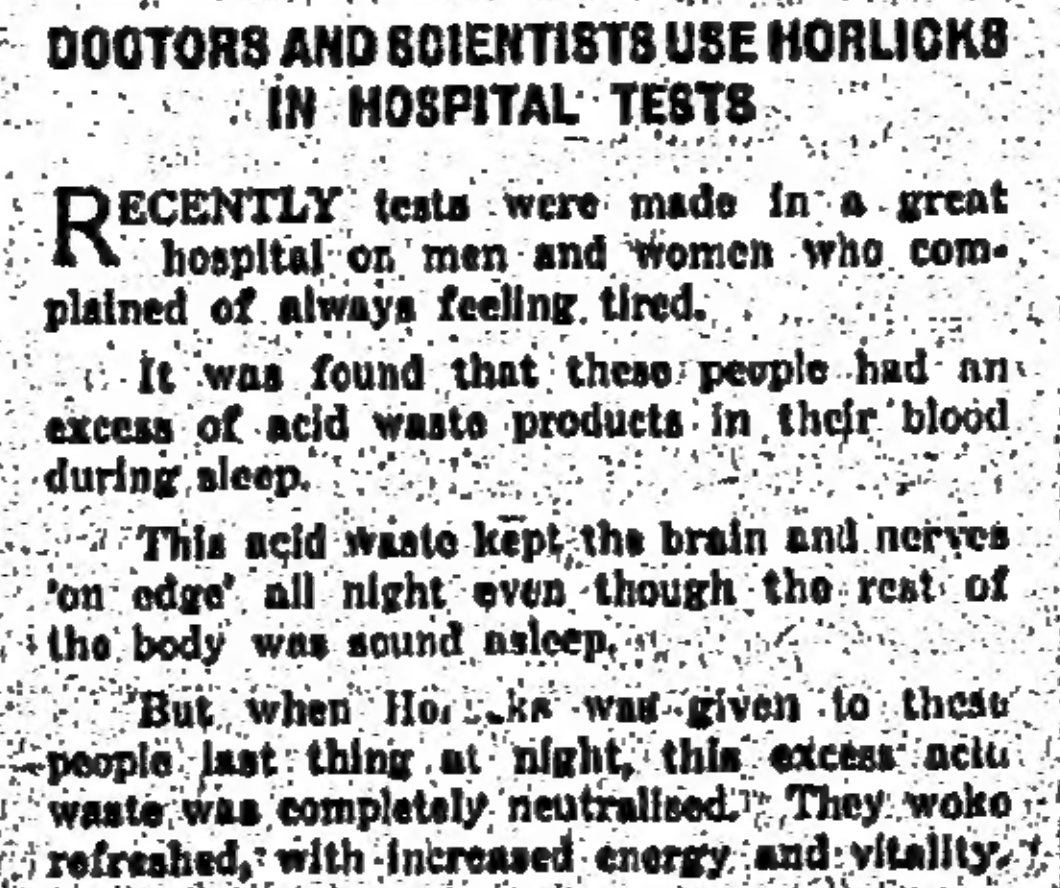 DOCTORS AND SCIENTISTS USE HORLICKS
IN HOSPITAL TESTS
RECENTLY tests were made in a great
hospital on men and women who com-
plained of always feeling tired.
It was found that these people had an
excess of acid waste products in their blood
during sleep.
This acid waste kept the brain and nerves
'on edge' all night even though the rest of
the body was sound asleep.
But when Horlicks was given to these
people last thing at night, this excess acid
waste was completely neutralised. They woke
refreshed, with increased energy and vitality.